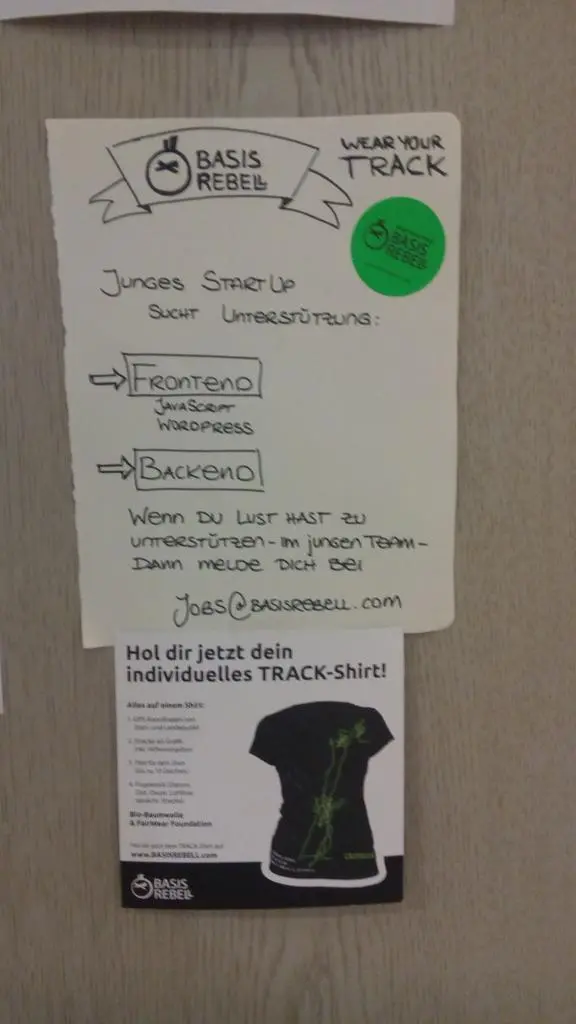 BASIS
REBELL
WEAR YOUR
TRACK
BASIS
REBELL
JUNGES STARTUP
SUCHT UNTERSTÜTZUNG:
FRONTEND
JAVASCRIPT
WORDPRESS
BACKEND
WENN DU LUST HAST ZU
UNTERSTÜTZEN - IM JUNGEN TEAM -
DANN MELDE DICH BEI
JOBS@BASISREBELL.COM
Hol dir jetzt dein
individuelles TRACK-Shirt!
Alles auf einem Shirt:
Bio-Baumwolle
& FairWear Foundation
www.BASISREBELL.com
BASIS
REBELL